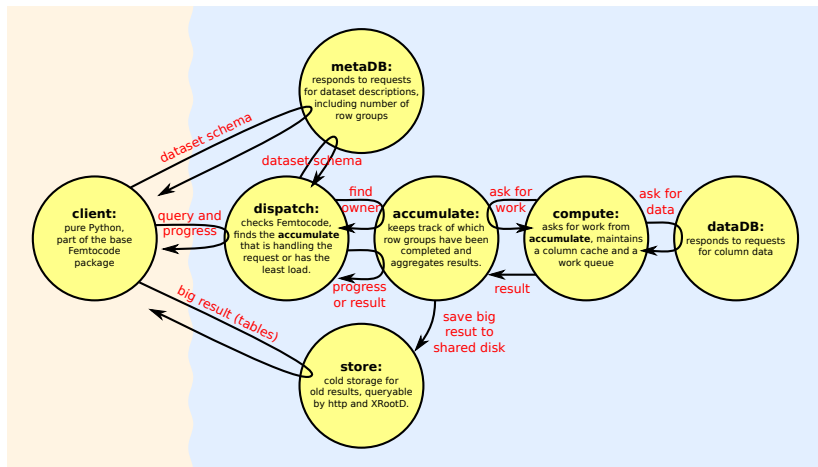 metaDB:
responds to requests
for dataset descriptions,
including number of
row groups
dataset schema
dataset schema
client:
pure Python,
part of the base
Femtocode
package
query and
progress
dispatch:
checks Femtocode,
finds the accumulate
that is handling the
request or has the
least load.
find
owner
progress
or result
accumulate:
keeps track of which
row groups have been
completed and
aggregates results.
ask for
work
result
compute:
asks for work from
accumulate, maintains
a column cache and a
work queue
ask for
data
dataDB:
responds to requests
for column data
big result (tables)
save big
resut to
shared disk
store:
cold storage for
old results, queryable
by http and XRootD.